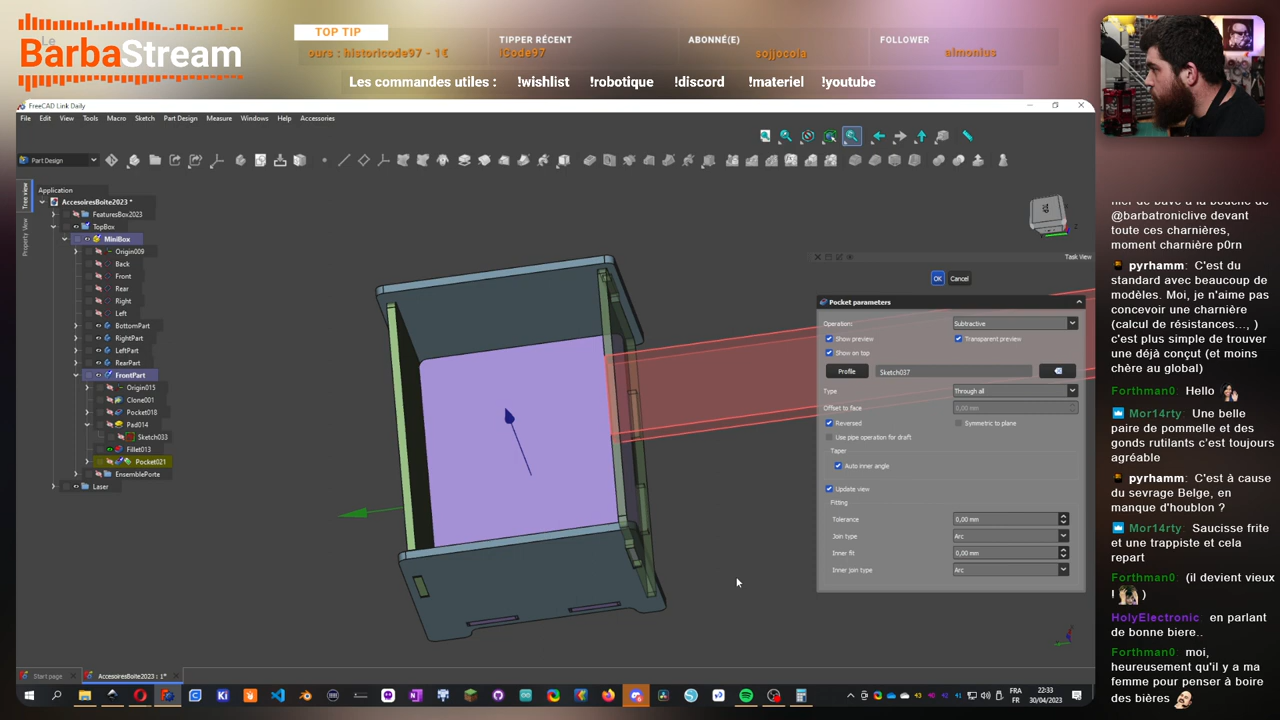 Le
BarbaStream
TOP TIP
ours : historicode97 - 1€
TIPPER RÉCENT
lCode97
ABONNÉ(E)
sojjocola
FOLLOWER
almonius
Les commandes utiles : !wishlist !robotique !discord !materiel !youtube
FreeCAD Link Daily
File Edit View Tools Macro Sketch Part Design Measure Windows Help Accessories
Part Design
Tree view
Property View
Application
AccesoiresBoite2023 *
FeaturesBox2023
TopBox
MiniBox
Origin009
Back
Front
Rear
Right
Left
BottomPart
RightPart
LeftPart
RearPart
FrontPart
Origin015
Clone001
Pocket018
Pad014
Sketch033
Fillet013
Pocket021
EnsemblePorte
Laser
Task View
OK Cancel
Pocket parameters
Operation: Subtractive
Show preview Transparent preview
Show on top
Profile Sketch037
Type Through all
Offset to face 0,00 mm
Reversed Symmetric to plane
Use pipe operation for draft
Taper
Auto inner angle
Update view
Fitting
Tolerance 0,00 mm
Join type Arc
Inner fit 0,00 mm
Inner join type Arc
Start page AccesoiresBoite2023 : 1*
FRA
FR
22:33
30/04/2023
mer de bave à la bouche de
@barbatroniclive devant
toute ces charnières,
moment charnière p0rn
pyrhamm: C'est du
standard avec beaucoup de
modèles. Moi, je n'aime pas
concevoir une charnière
(calcul de résistances..., )
c'est plus simple de trouver
une déjà conçut (et moins
chère au global)
Forthman0: Hello
Mor14rty: Une belle
paire de pommelle et des
gonds rutilants c'est toujours
agréable
pyrhamm: C'est à cause
du sevrage Belge, en
manque d'houblon ?
Mor14rty: Saucisse frite
et une trappiste et cela
repart
Forthman0: (il devient vieux
! )
HolyElectronic: en parlant
de bonne biere..
Forthman0: moi,
heureusement qu'il y a ma
femme pour penser à boire
des bières